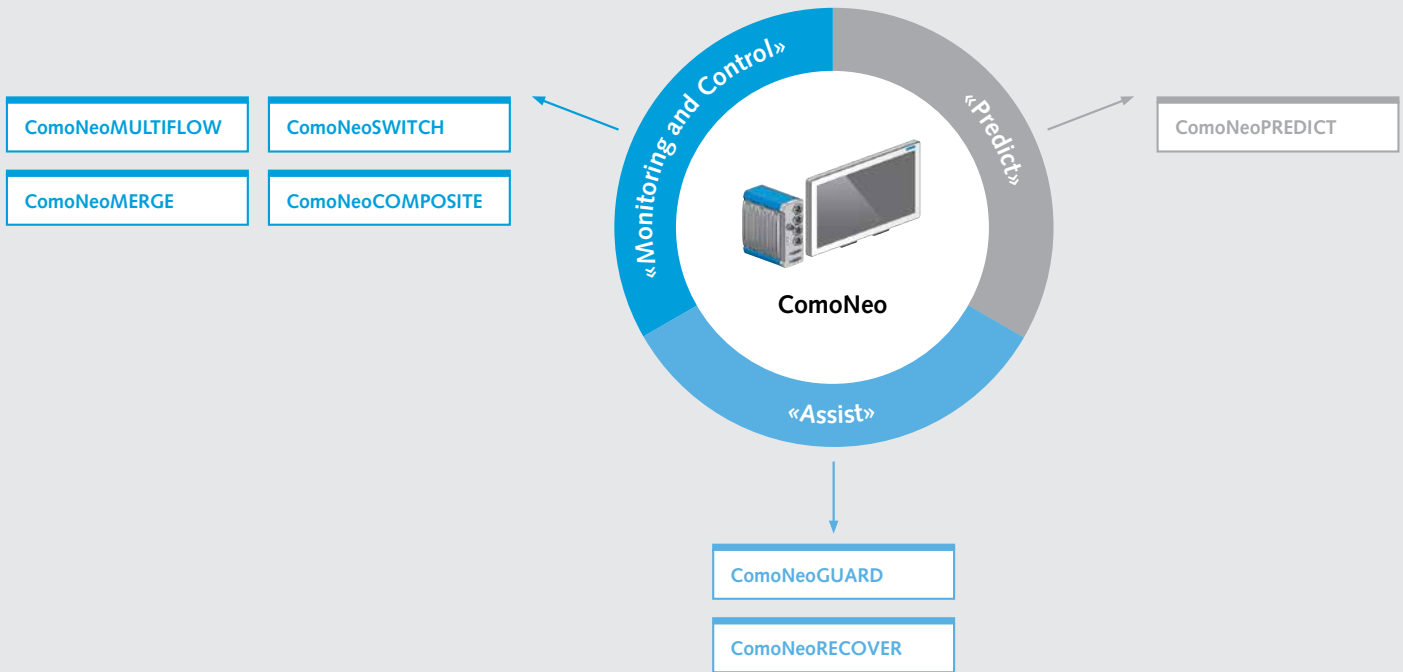 «Monitoring and Control»
«Predict»
ComoNeoMULTIFLOW
ComoNeoSWITCH
ComoNeoPREDICT
ComoNeoMERGE
ComoNeoCOMPOSITE
ComoNeo
«Assist»
ComoNeoGUARD
ComoNeoRECOVER